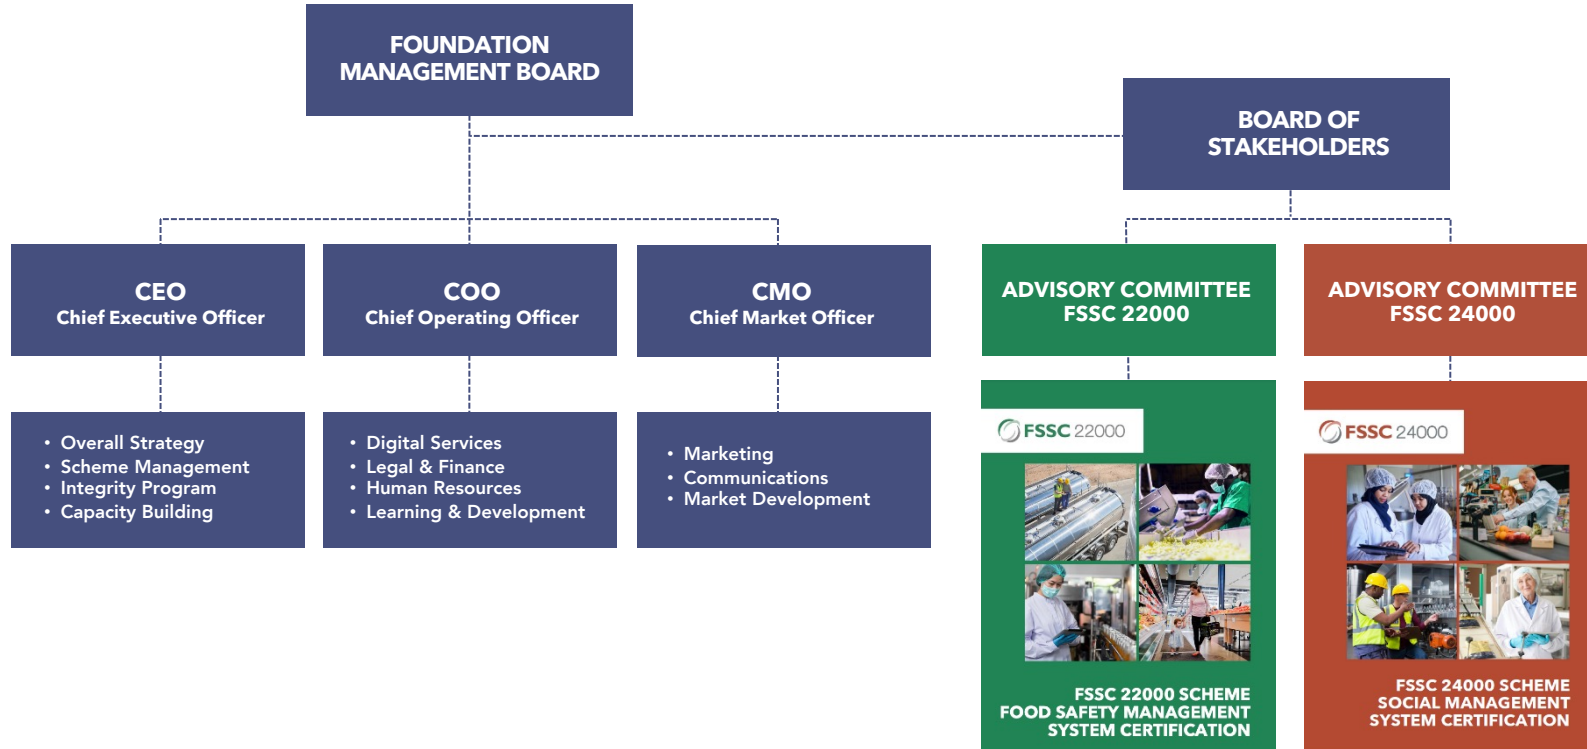 FOUNDATION
MANAGEMENT BOARD
BOARD OF
STAKEHOLDERS
CEO
Chief Executive Officer
COO
Chief Operating Officer
CMO
Chief Market Officer
ADVISORY COMMITTEE
FSSC 22000
ADVISORY COMMITTEE
FSSC 24000
• Overall Strategy
• Scheme Management
• Integrity Program
• Capacity Building
• Digital Services
• Legal & Finance
• Human Resources
• Learning & Development
• Marketing
• Communications
• Market Development
FSSC 22000
FSSC 22000 SCHEME
FOOD SAFETY MANAGEMENT
SYSTEM CERTIFICATION
FSSC 24000
FSSC 24000 SCHEME
SOCIAL MANAGEMENT
SYSTEM CERTIFICATION